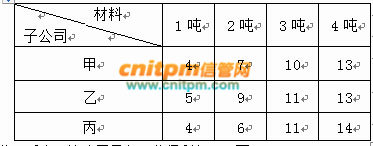 材料 1 吨 2 吨 3 吨 4 吨
子公司
甲 4 7 10 13
cnitpm信管网
www.cnitpm.com
乙 5 9 11 13
丙 4 6 11 14